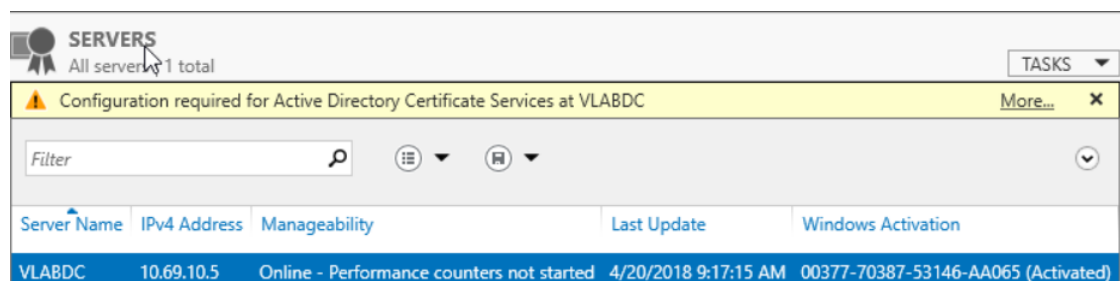 SERVERS
All servers | 1 total
TASKS
Configuration required for Active Directory Certificate Services at VLABDC More... ×
Filter
Server Name IPv4 Address Manageability Last Update Windows Activation
VLABDC 10.69.10.5 Online - Performance counters not started 4/20/2018 9:17:15 AM 00377-70387-53146-AA065 (Activated)